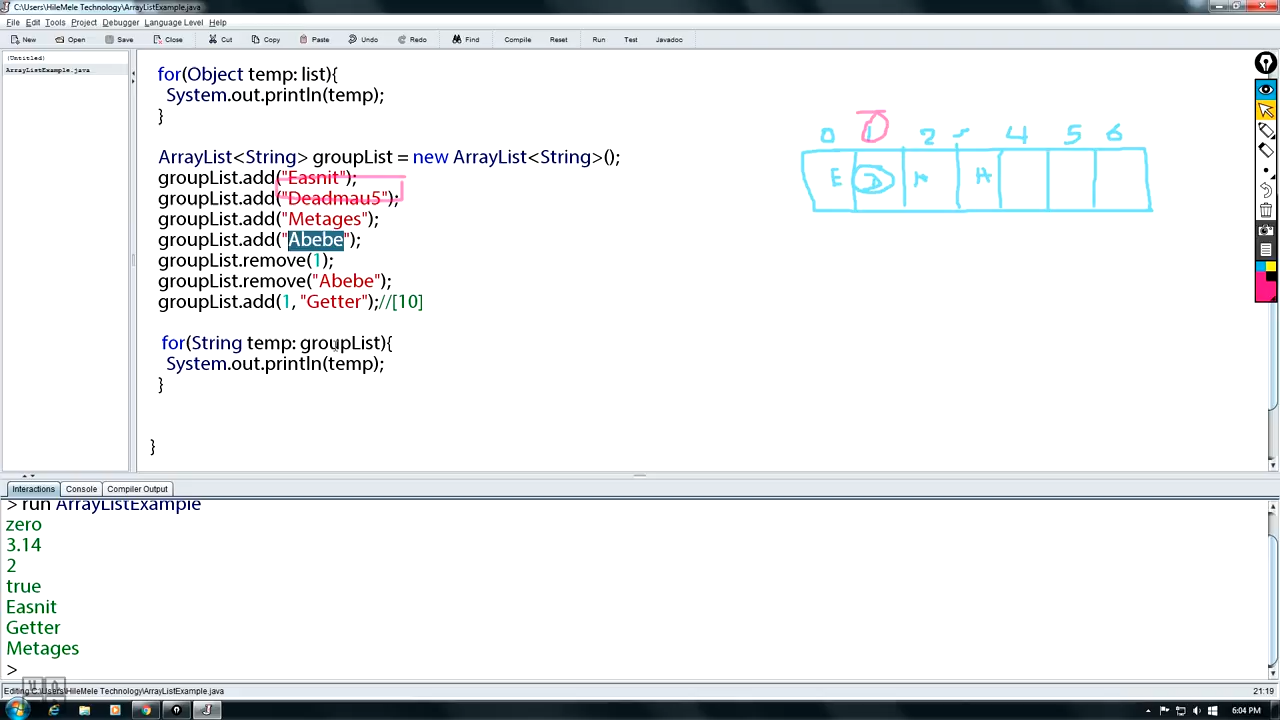 C:\Users\HileMele Technology\ArrayListExample.java
File Edit Tools Project Debugger Language Level Help
New Open Save Close Cut Copy Paste Undo Redo Find Compile Reset Run Test Javadoc
(Untitled)
ArrayListExample.java
for(Object temp: list){
System.out.println(temp);
}
ArrayList<String> groupList = new ArrayList<String>();
groupList.add("Easnit");
groupList.add("Deadmau5");
groupList.add("Metages");
groupList.add("Abebe");
groupList.remove(1);
groupList.remove("Abebe");
groupList.add(1, "Getter");//[10]
for(String temp: groupList){
System.out.println(temp);
}
}
0 1 2 4 5 6
E D M A
Interactions Console Compiler Output
> run ArrayListExample
zero
3.14
2
true
Easnit
Getter
Metages
>
Editing C:\Users\HileMele Technology\ArrayListExample.java
21:19
6:04 PM